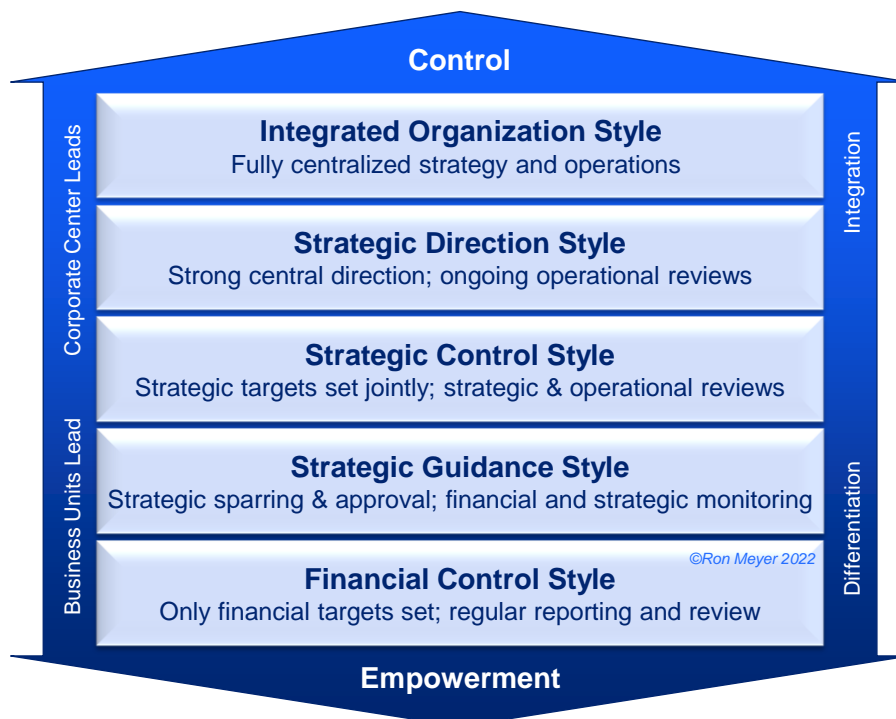 Control
Corporate Center Leads
Integration
Integrated Organization Style
Fully centralized strategy and operations
Strategic Direction Style
Strong central direction; ongoing operational reviews
Strategic Control Style
Strategic targets set jointly; strategic & operational reviews
Business Units Lead
Differentiation
Strategic Guidance Style
Strategic sparring & approval; financial and strategic monitoring
©Ron Meyer 2022
Financial Control Style
Only financial targets set; regular reporting and review
Empowerment